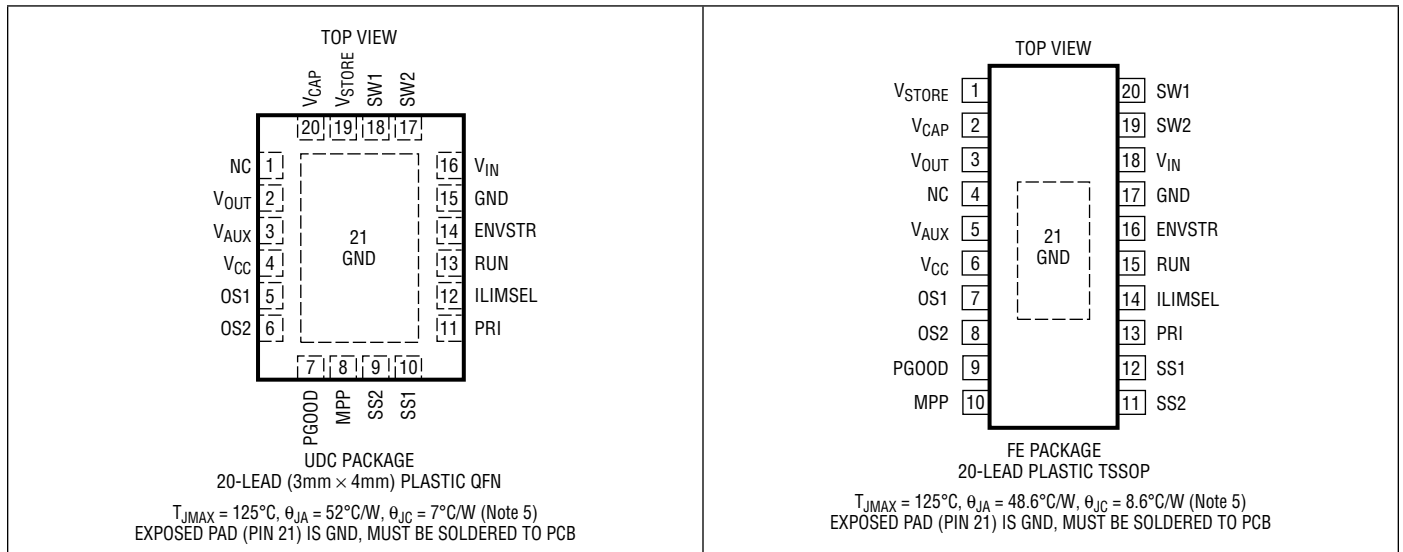 TOP VIEW
VCAP
VSTORE
SW1
SW2
20 19 18 17
NC 1
VOUT 2
VAUX 3
VCC 4
OS1 5
OS2 6
21
GND
16 VIN
15 GND
14 ENVSTR
13 RUN
12 ILIMSEL
11 PRI
7 8 9 10
PGOOD
MPP
SS2
SS1
UDC PACKAGE
20-LEAD (3mm × 4mm) PLASTIC QFN
TJMAX = 125°C, θJA = 52°C/W, θJC = 7°C/W (Note 5)
EXPOSED PAD (PIN 21) IS GND, MUST BE SOLDERED TO PCB
TOP VIEW
VSTORE 1
VCAP 2
VOUT 3
NC 4
VAUX 5
VCC 6
OS1 7
OS2 8
PGOOD 9
MPP 10
21
GND
20 SW1
19 SW2
18 VIN
17 GND
16 ENVSTR
15 RUN
14 ILIMSEL
13 PRI
12 SS1
11 SS2
FE PACKAGE
20-LEAD PLASTIC TSSOP
TJMAX = 125°C, θJA = 48.6°C/W, θJC = 8.6°C/W (Note 5)
EXPOSED PAD (PIN 21) IS GND, MUST BE SOLDERED TO PCB